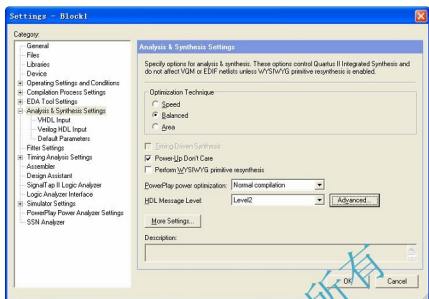 Settings - Block1
Category:
General
Files
Libraries
Device
Operating Settings and Conditions
Compilation Process Settings
EDA Tool Settings
Analysis & Synthesis Settings
VHDL Input
Verilog HDL Input
Default Parameters
Fitter Settings
Timing Analysis Settings
Assembler
Design Assistant
SignalTap II Logic Analyzer
Logic Analyzer Interface
Simulator Settings
PowerPlay Power Analyzer Settings
SSN Analyzer
Analysis & Synthesis Settings
Specify options for analysis & synthesis. These options control Quartus II Integrated Synthesis and
do not affect VQM or EDIF netlists unless WYSIWYG primitive resynthesis is enabled.
Optimization Technique
Speed
Balanced
Area
Timing-Driven Synthesis
Power-Up Don't Care
Perform WYSIWYG primitive resynthesis
PowerPlay power optimization: Normal compilation
HDL Message Level: Level2 Advanced...
More Settings...
Description:
OK Cancel
所有